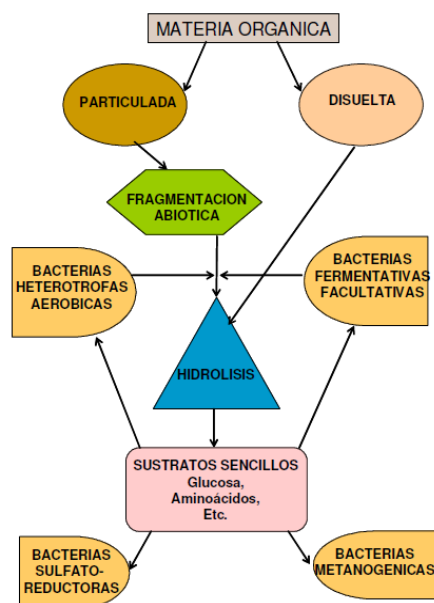 MATERIA ORGANICA
PARTICULADA
DISUELTA
FRAGMENTACION
ABIOTICA
BACTERIAS
HETEROTROFAS
AEROBICAS
BACTERIAS
FERMENTATIVAS
FACULTATIVAS
HIDROLISIS
SUSTRATOS SENCILLOS
Glucosa,
Aminoácidos,
Etc.
BACTERIAS
SULFATO-
REDUCTORAS
BACTERIAS
METANOGENICAS